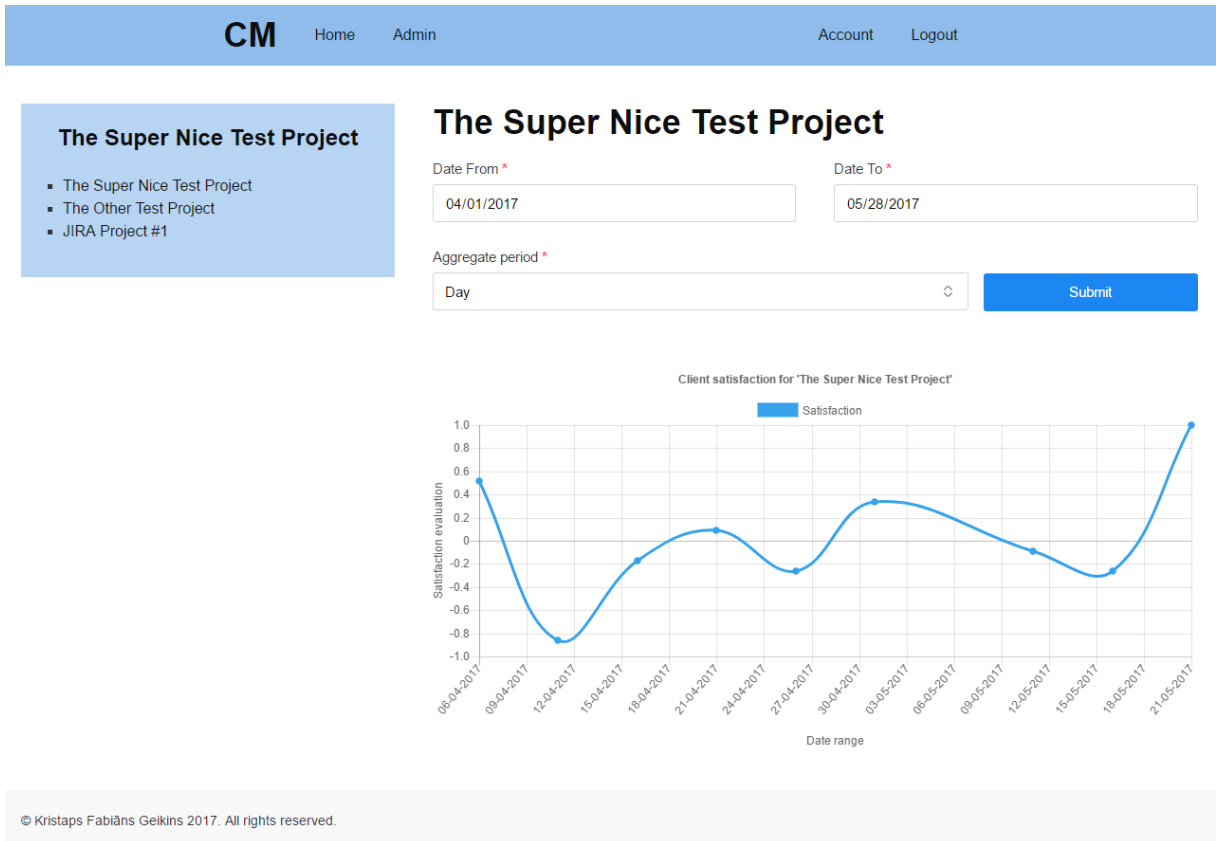 CM Home Admin Account Logout
The Super Nice Test Project
▪ The Super Nice Test Project
▪ The Other Test Project
▪ JIRA Project #1
The Super Nice Test Project
Date From * Date To *
04/01/2017 05/28/2017
Aggregate period *
Day Submit
Client satisfaction for 'The Super Nice Test Project'
Satisfaction
Satisfaction evaluation
1.0
0.8
0.6
0.4
0.2
0
-0.2
-0.4
-0.6
-0.8
-1.0
06-04-2017 09-04-2017 12-04-2017 15-04-2017 18-04-2017 21-04-2017 24-04-2017 27-04-2017 30-04-2017 03-05-2017 06-05-2017 09-05-2017 12-05-2017 15-05-2017 18-05-2017 21-05-2017
Date range
© Kristaps Fabiāns Geikins 2017. All rights reserved.